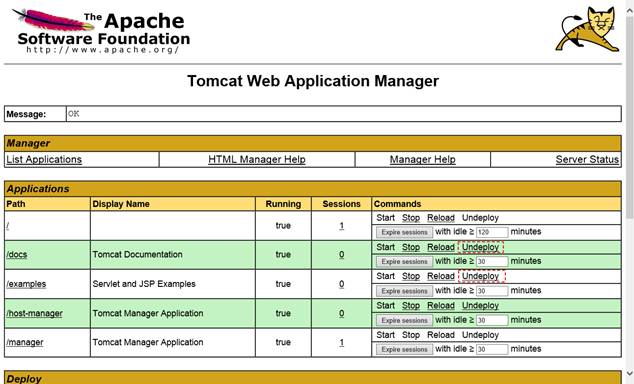 The Apache
Software Foundation
http://www.apache.org/
Tomcat Web Application Manager
Message: OK
Manager
List Applications HTML Manager Help Manager Help Server Status
Applications
Path Display Name Running Sessions Commands
/ true 1 Start Stop Reload Undeploy
Expire sessions with idle ≥ 120 minutes
/docs Tomcat Documentation true 0 Start Stop Reload Undeploy
Expire sessions with idle ≥ 30 minutes
/examples Servlet and JSP Examples true 0 Start Stop Reload Undeploy
Expire sessions with idle ≥ 30 minutes
/host-manager Tomcat Manager Application true 0 Start Stop Reload Undeploy
Expire sessions with idle ≥ 30 minutes
/manager Tomcat Manager Application true 1 Start Stop Reload Undeploy
Expire sessions with idle ≥ 30 minutes
Deploy